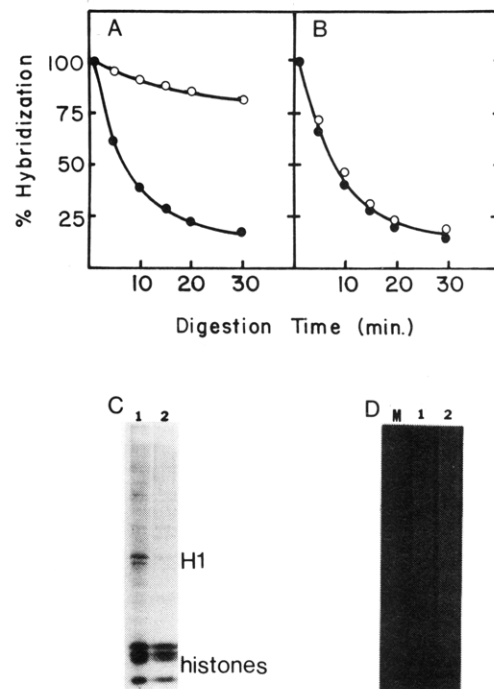 A B
% Hybridization
100
75
50
25
10 20 30 10 20 30
Digestion Time (min.)
C 1 2
D M 1 2
H1
histones